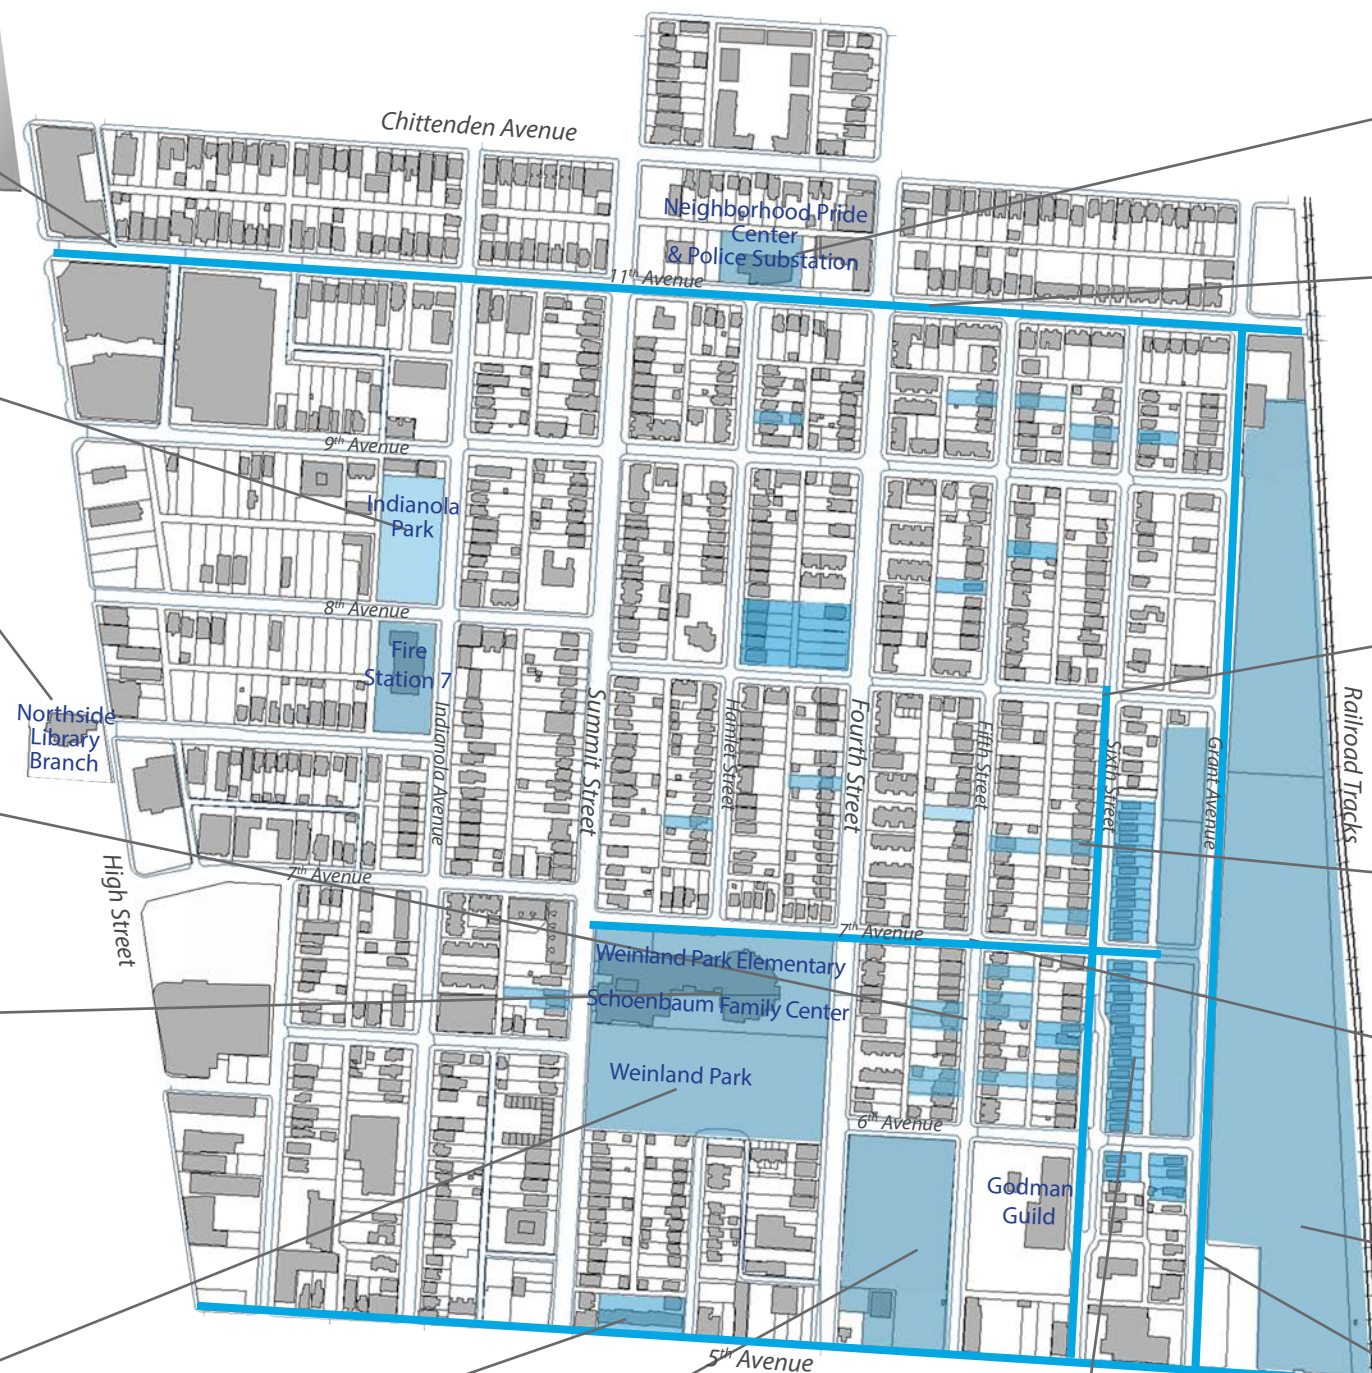 Chittenden Avenue
Neighborhood Pride
Center
& Police Substation
11th Avenue
9th Avenue
Indianola
Park
8th Avenue
Fire
Station 7
Northside
Library
Branch
Indianola Avenue
Summit Street
Hamlet Street
Fourth Street
Fifth Street
Sixth Street
Grant Avenue
Railroad Tracks
High Street
7th Avenue
7th Avenue
Weinland Park Elementary
Schoenbaum Family Center
Weinland Park
6th Avenue
Godman
Guild
5th Avenue